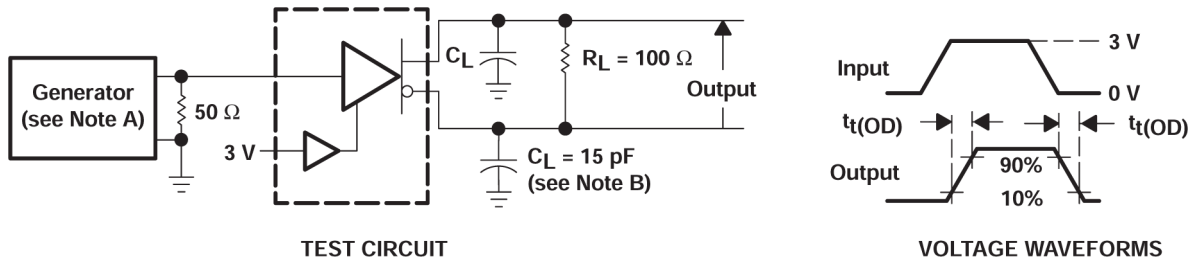 Generator
(see Note A)
50 Ω
3 V
CL
RL = 100 Ω
Output
CL = 15 pF
(see Note B)
TEST CIRCUIT
Input
3 V
0 V
tt(OD)
tt(OD)
Output
90%
10%
VOLTAGE WAVEFORMS